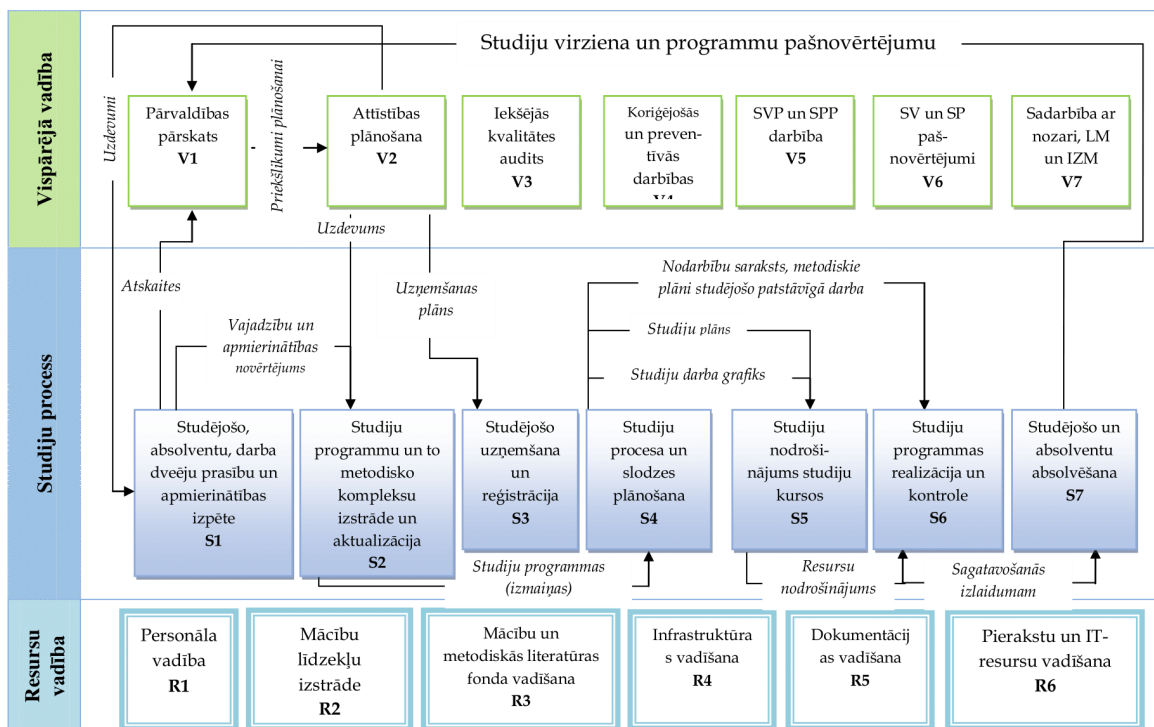 Vispārējā vadība
Studiju virziena un programmu pašnovērtējumu
Uzdevumi
Pārvaldības
pārskats
V1
Priekšlikumi plānošanai
Attīstības
plānošana
V2
Iekšējās
kvalitātes
audits
V3
Koriģējošās
un preven-
tīvās
darbības
V4
SVP un SPP
darbība
V5
SV un SP
paš-
novērtējumi
V6
Sadarbība ar
nozari, LM
un IZM
V7
Uzdevums
Studiju process
Atskaites
Vajadzību un
apmierinātības
novērtējums
Uzņemšanas
plāns
Nodarbību saraksts, metodiskie
plāni studējošo patstāvīgā darba
Studiju plāns
Studiju darba grafiks
Studējošo,
absolventu, darba
dveēju prasību un
apmierinātības
izpēte
S1
Studiju
programmu un to
metodisko
kompleksu
izstrāde un
aktualizācija
S2
Studējošo
uzņemšana
un
reģistrācija
S3
Studiju
procesa un
slodzes
plānošana
S4
Studiju
nodroši-
nājums studiju
kursos
S5
Studiju
programmas
realizācija un
kontrole
S6
Studējošo un
absolventu
absolvēšana
S7
Studiju programmas
(izmaiņas)
Resursu
nodrošinājums
Sagatavošanās
izlaidumam
Resursu
vadība
Personāla
vadība
R1
Mācību
līdzekļu
izstrāde
R2
Mācību un
metodiskās literatūras
fonda vadīšana
R3
Infrastruktūra
s vadīšana
R4
Dokumentācij
as vadīšana
R5
Pierakstu un IT-
resursu vadīšana
R6